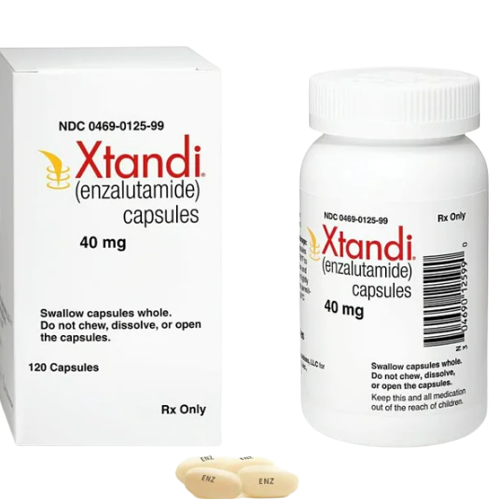 NDC 0469-0125-99
Xtandi®
(enzalutamide)
capsules
40 mg
Swallow capsules whole.
Do not chew, dissolve, or open
the capsules.
120 Capsules
Rx Only
NDC 0469-0125-99
Rx Only
Xtandi®
(enzalutamide)
capsules
40 mg
Swallow capsules whole.
Do not chew, dissolve,
or open the capsules.
Keep this and all medication
out of the reach of children.
LLC for
ENZ
ENZ
ENZ
ENZ